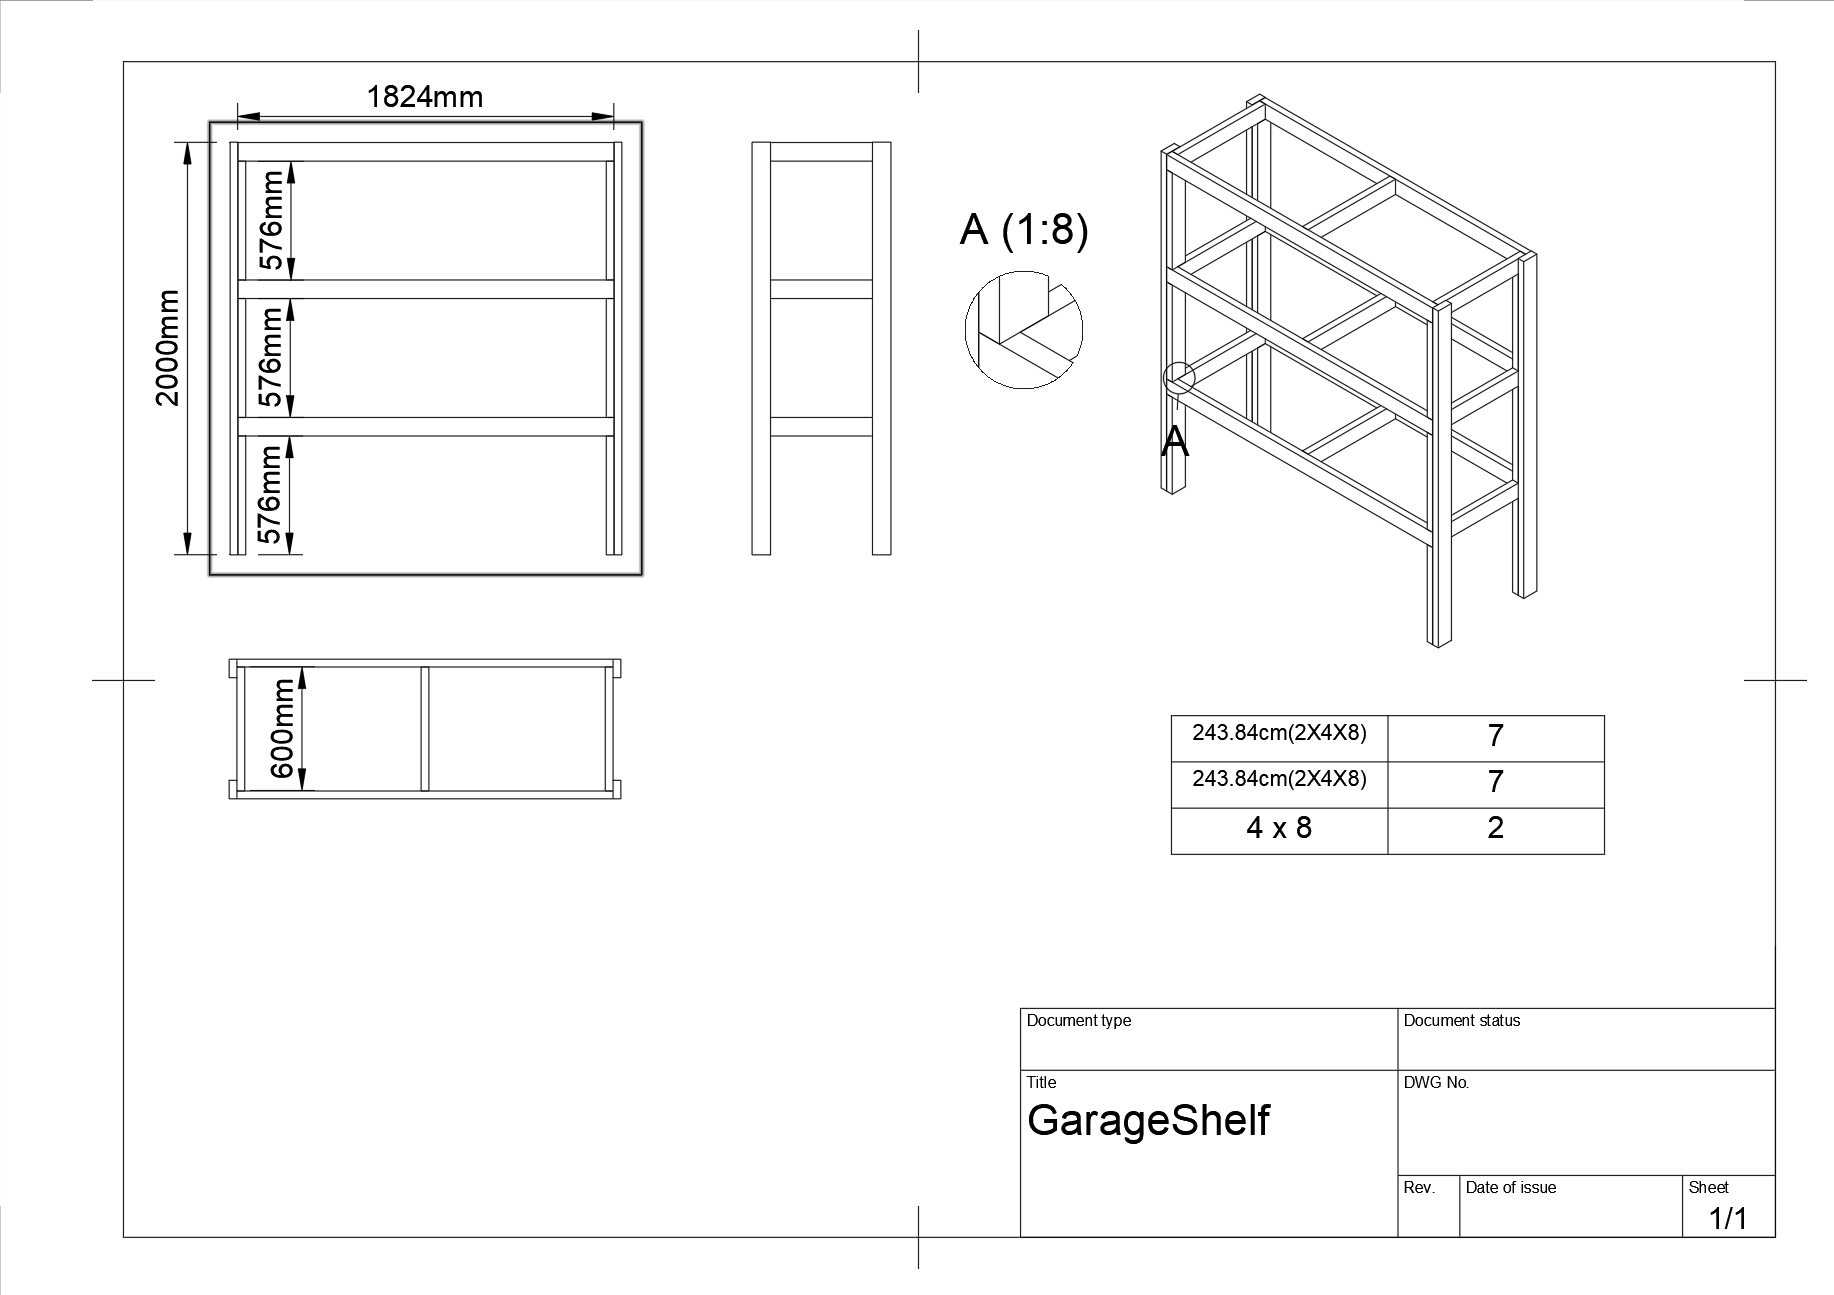 1824mm
576mm
2000mm
576mm
576mm
A (1:8)
A
600mm
243.84cm(2X4X8) 7
243.84cm(2X4X8) 7
4 x 8 2
Document type
Document status
Title
GarageShelf
DWG No.
Rev.
Date of issue
Sheet
1/1